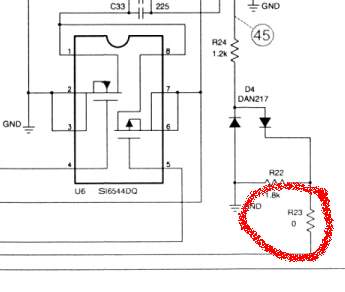 C33
225
GND
45
R24
1.2k
1
8
D4
DAN217
2
7
GND
3
6
4
5
R22
U6
SI6544DQ
1.8k
ND
R23
0